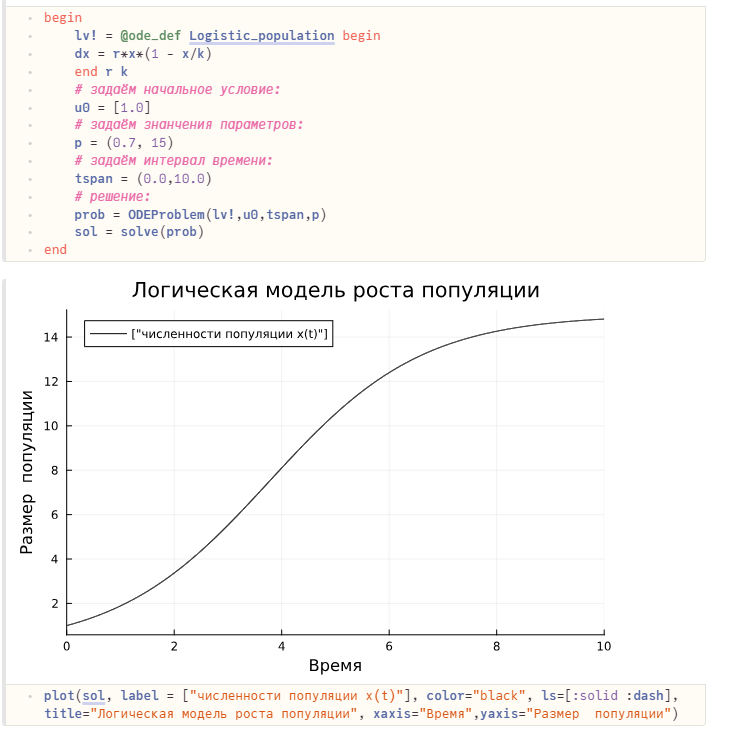 begin
lv! = @ode_def Logistic_population begin
dx = r*x*(1 - x/k)
end r k
# задаём начальное условие:
u0 = [1.0]
# задаём знанчения параметров:
p = (0.7, 15)
# задаём интервал времени:
tspan = (0.0,10.0)
# решение:
prob = ODEProblem(lv!,u0,tspan,p)
sol = solve(prob)
end
Логическая модель роста популяции
["численности популяции x(t)"]
14
12
10
8
6
4
2
Размер  популяции
0 2 4 6 8 10
Время
plot(sol, label = ["численности популяции x(t)"], color="black", ls=[:solid :dash],
title="Логическая модель роста популяции", xaxis="Время",yaxis="Размер  популяции")